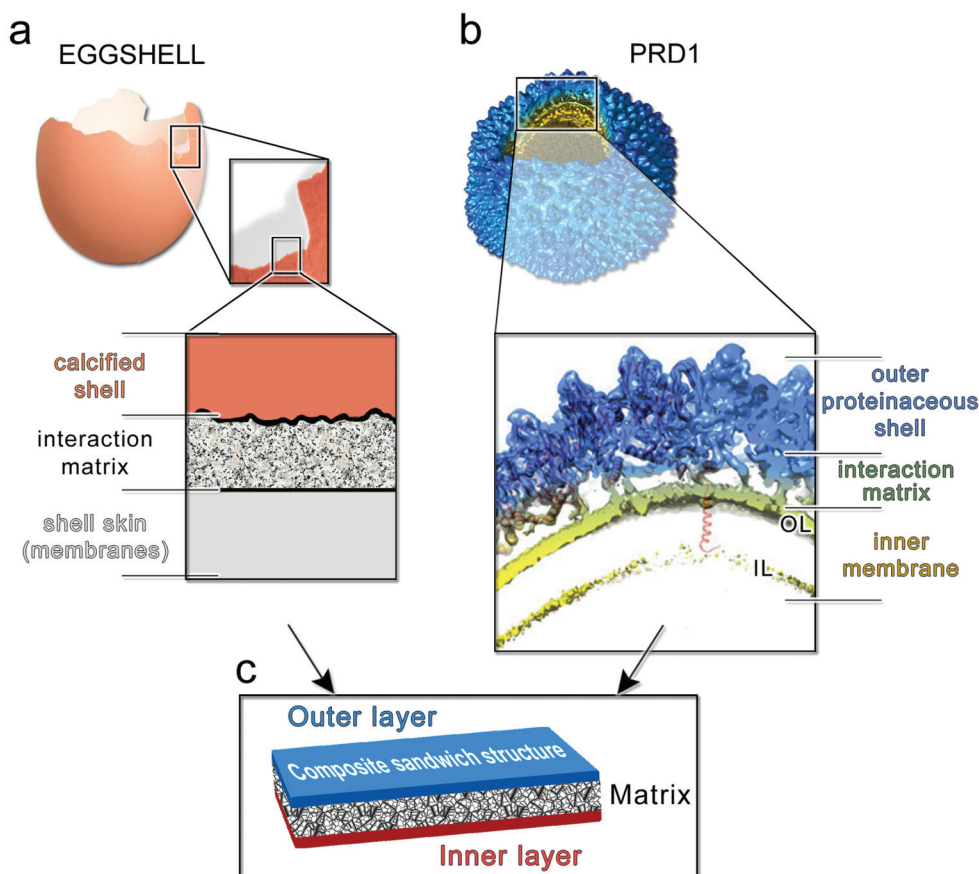 a
EGGSHELL
b
PRD1
calcified
shell
interaction
matrix
shell skin
(membranes)
outer
proteinaceous
shell
interaction
matrix
OL
inner
membrane
IL
c
Outer layer
Composite sandwich structure
Matrix
Inner layer